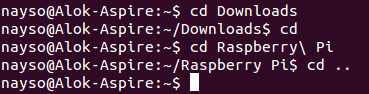 nayso@Alok-Aspire:~$ cd Downloads
nayso@Alok-Aspire:~/Downloads$ cd
nayso@Alok-Aspire:~$ cd Raspberry\ Pi
nayso@Alok-Aspire:~/Raspberry Pi$ cd ..
nayso@Alok-Aspire:~$